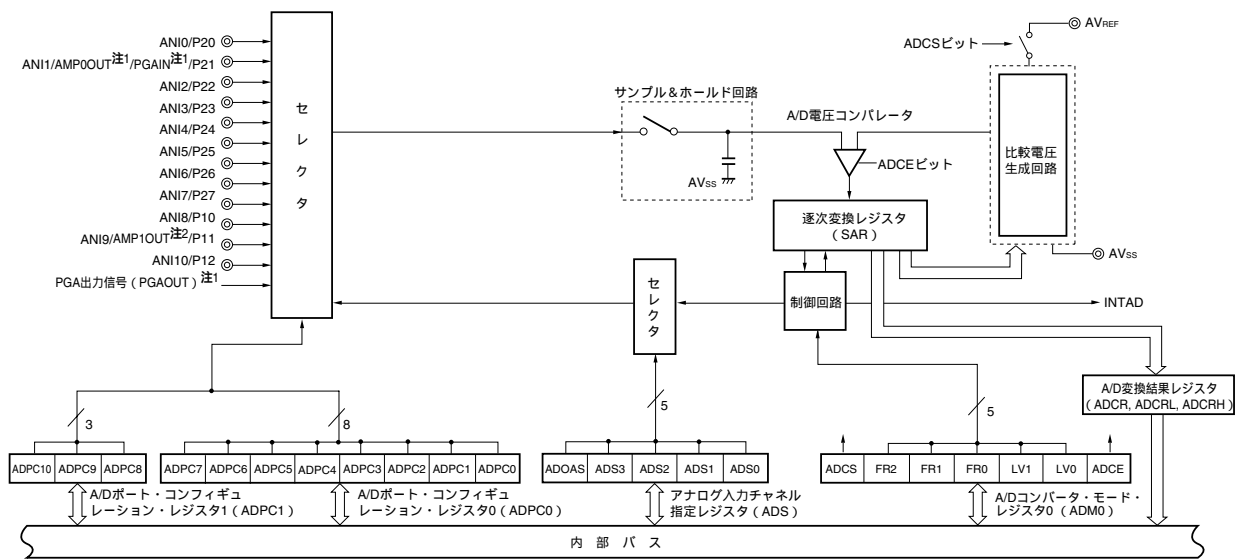 ANI0/P20
ANI1/AMP0OUT注1/PGAIN注1/P21
ANI2/P22
ANI3/P23
ANI4/P24
ANI5/P25
ANI6/P26
ANI7/P27
ANI8/P10
ANI9/AMP1OUT注2/P11
ANI10/P12
PGA出力信号(PGAOUT)注1
セレクタ
サンプル&ホールド回路
AVSS
A/D電圧コンパレータ
ADCEビット
ADCSビット
AVREF
比較電圧
生成回路
AVSS
逐次変換レジスタ
(SAR)
制御回路
INTAD
セレクタ
A/D変換結果レジスタ
(ADCR, ADCRL, ADCRH)
3
8
5
5
ADPC10 ADPC9 ADPC8
ADPC7 ADPC6 ADPC5 ADPC4 ADPC3 ADPC2 ADPC1 ADPC0
ADOAS ADS3 ADS2 ADS1 ADS0
ADCS FR2 FR1 FR0 LV1 LV0 ADCE
A/Dポート・コンフィギュ
レーション・レジスタ1(ADPC1)
A/Dポート・コンフィギュ
レーション・レジスタ0(ADPC0)
アナログ入力チャネル
指定レジスタ(ADS)
A/Dコンバータ・モード・
レジスタ0(ADM0)
内部バス